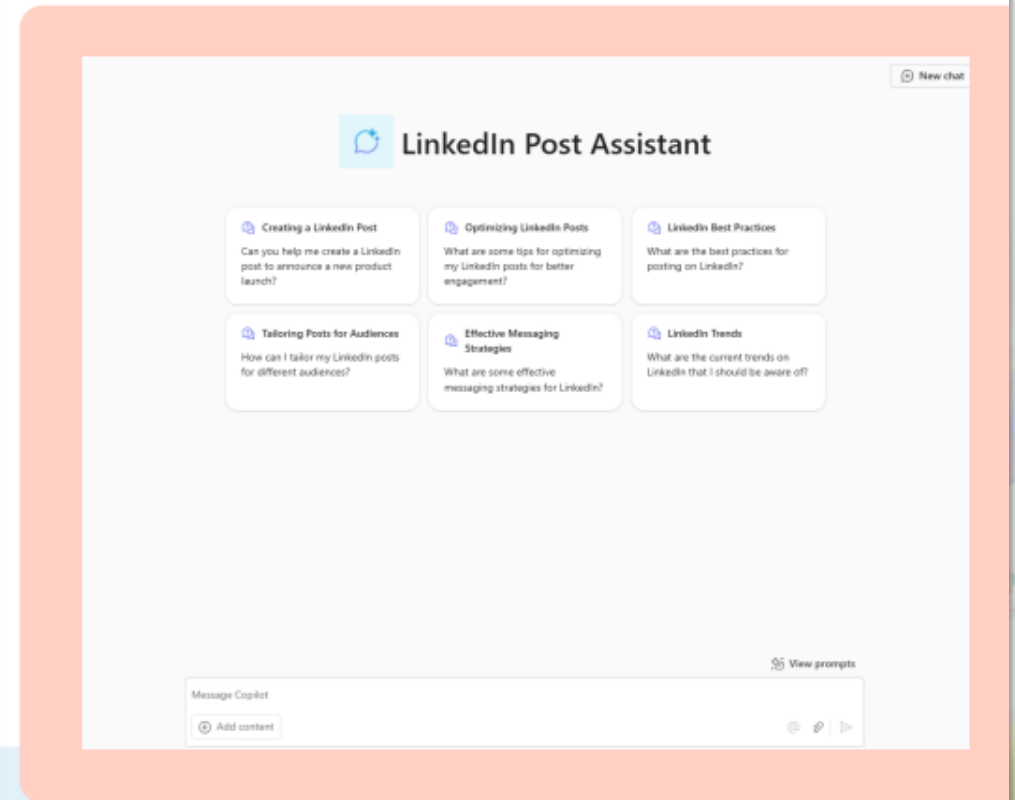 New chat
LinkedIn Post Assistant
Creating a LinkedIn Post
Can you help me create a LinkedIn
post to announce a new product
launch?
Optimizing LinkedIn Posts
What are some tips for optimizing
my LinkedIn posts for better
engagement?
LinkedIn Best Practices
What are the best practices for
posting on LinkedIn?
Tailoring Posts for Audiences
How can I tailor my LinkedIn posts
for different audiences?
Effective Messaging
Strategies
What are some effective
messaging strategies for LinkedIn?
LinkedIn Trends
What are the current trends on
LinkedIn that I should be aware of?
View prompts
Message Copilot
Add content